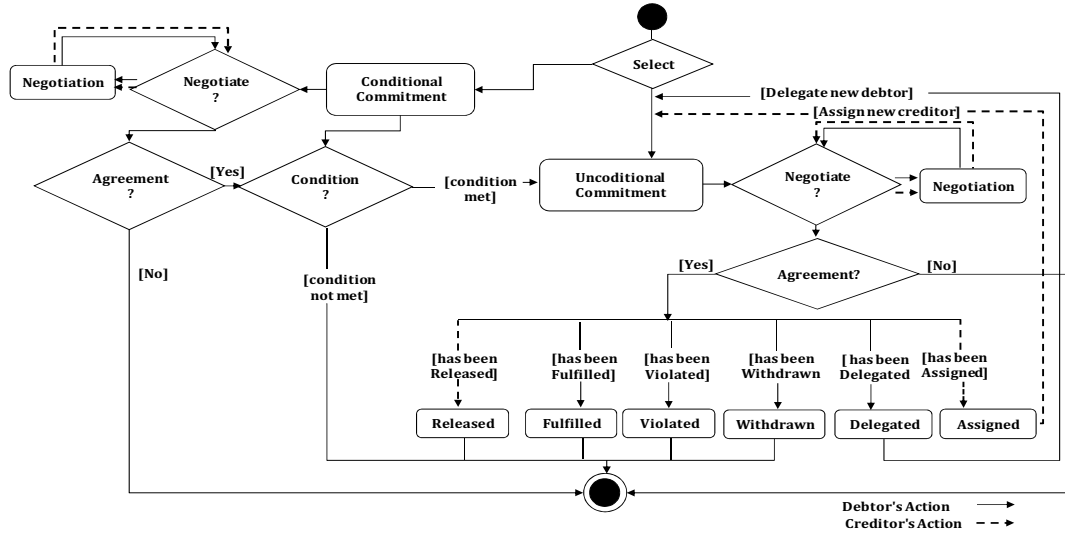 Select
Negotiation
Negotiate
?
Conditional
Commitment
[Delegate new debtor]
[Assign new creditor]
Agreement
?
[Yes]
Condition
?
[condition
met]
Uncoditional
Commitment
Negotiate
?
Negotiation
[No]
[condition
not met]
[Yes]
Agreement?
[No]
[has been
Released]
[has been
Fulfilled]
[has been
Violated]
[has been
Withdrawn
[has been
Delegated
[has been
Assigned]
Released
Fulfilled
Violated
Withdrawn
Delegated
Assigned
Debtor's Action
Creditor's Action